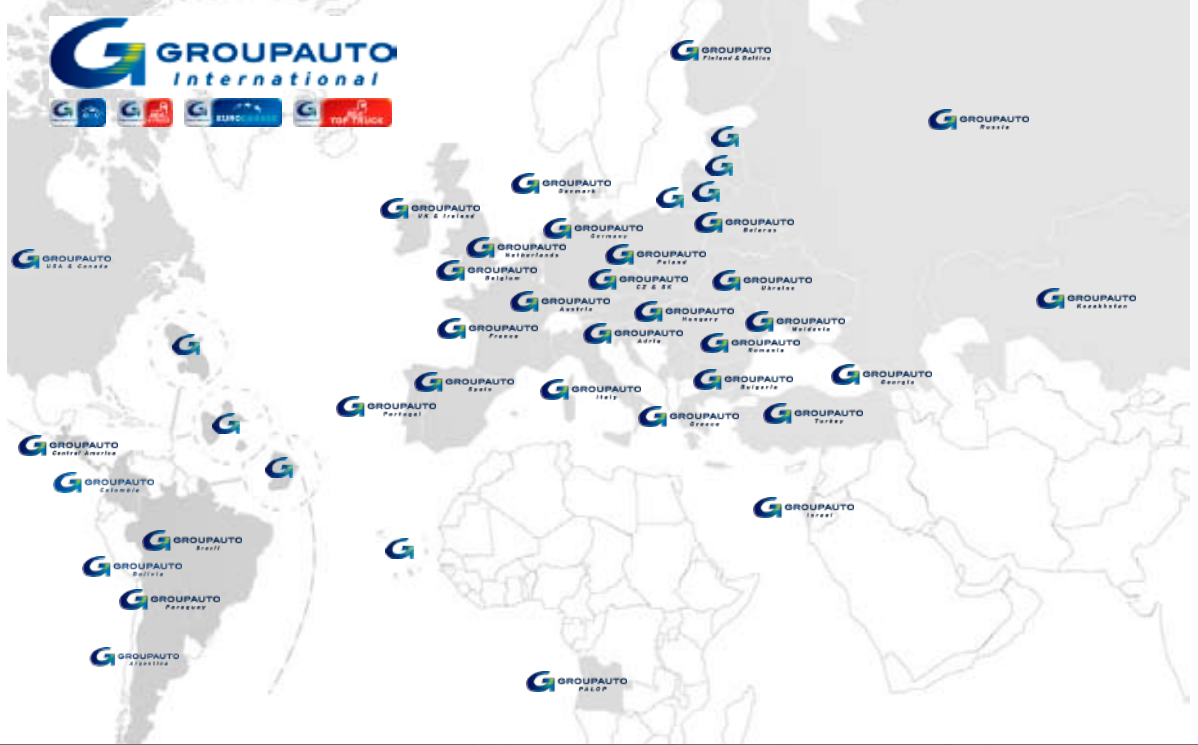 GROUPAUTO
International
EUROGARAGE
TOP TRUCK
GROUPAUTO
Finland & Baltics
GROUPAUTO
Russia
GROUPAUTO
Denmark
GROUPAUTO
UK & Ireland
GROUPAUTO
Belarus
GROUPAUTO
Germany
GROUPAUTO
Netherlands
GROUPAUTO
Poland
GROUPAUTO
USA & Canada
GROUPAUTO
Belgium
GROUPAUTO
CZ & SK
GROUPAUTO
Ukraine
GROUPAUTO
Kazakhstan
GROUPAUTO
Austria
GROUPAUTO
Hungary
GROUPAUTO
Moldavia
GROUPAUTO
France
GROUPAUTO
Adria
GROUPAUTO
Romania
GROUPAUTO
Georgia
GROUPAUTO
Spain
GROUPAUTO
Italy
GROUPAUTO
Bulgaria
GROUPAUTO
Portugal
GROUPAUTO
Greece
GROUPAUTO
Turkey
GROUPAUTO
Central America
GROUPAUTO
Colombia
GROUPAUTO
Israel
GROUPAUTO
Brazil
GROUPAUTO
Bolivia
GROUPAUTO
Paraguay
GROUPAUTO
Argentina
GROUPAUTO
PALOP